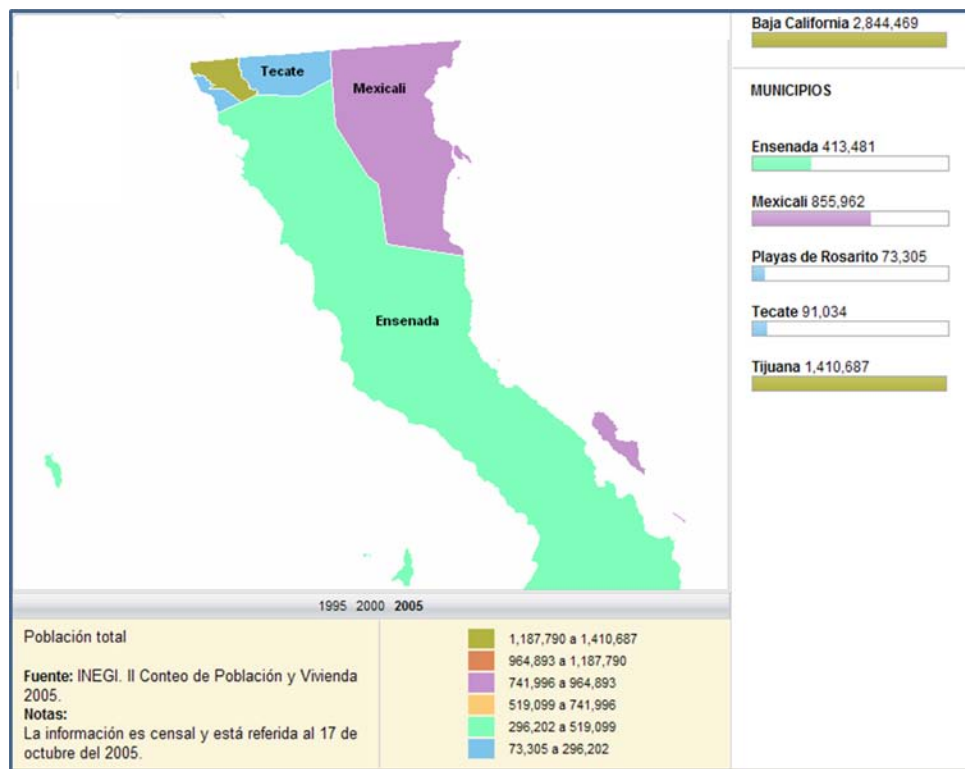 Baja California 2,844,469
MUNICIPIOS
Ensenada 413,481
Mexicali 855,962
Playas de Rosarito 73,305
Tecate 91,034
Tijuana 1,410,687
Tecate
Mexicali
Ensenada
1995 2000 2005
Población total
Fuente: INEGI. II Conteo de Población y Vivienda
2005.
Notas:
La información es censal y está referida al 17 de
octubre del 2005.
1,187,790 a 1,410,687
964,893 a 1,187,790
741,996 a 964,893
519,099 a 741,996
296,202 a 519,099
73,305 a 296,202